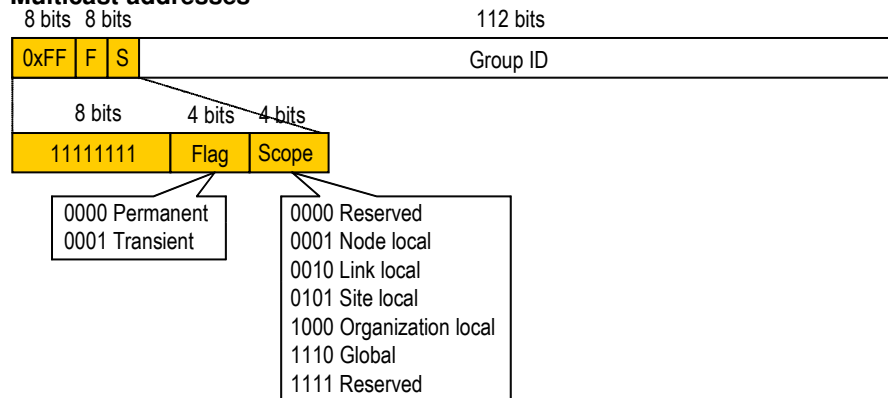 Multicast addresses
8 bits 8 bits 112 bits
0xFF F S Group ID
8 bits 4 bits 4 bits
11111111 Flag Scope
0000 Permanent
0001 Transient
0000 Reserved
0001 Node local
0010 Link local
0101 Site local
1000 Organization local
1110 Global
1111 Reserved